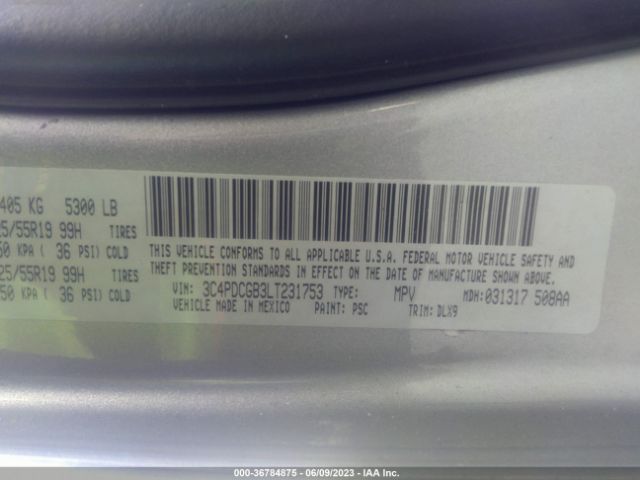 405 KG 5300 LB
/55R19 99H TIRES
50 KPA ( 36 PSI) COLD
25/55R19 99H TIRES
50 KPA ( 36 PSI) COLD
THIS VEHICLE CONFORMS TO ALL APPLICABLE U.S.A. FEDERAL MOTOR VEHICLE SAFETY AND
THEFT PREVENTION STANDARDS IN EFFECT ON THE DATE OF MANUFACTURE SHOWN ABOVE.
VIN: 3C4PDCGB3LT231753 TYPE: MPV MDH: 031317 508AA
VEHICLE MADE IN MEXICO PAINT: PSC TRIM: DLX9
000-36784875 - 06/09/2023 - IAA Inc.